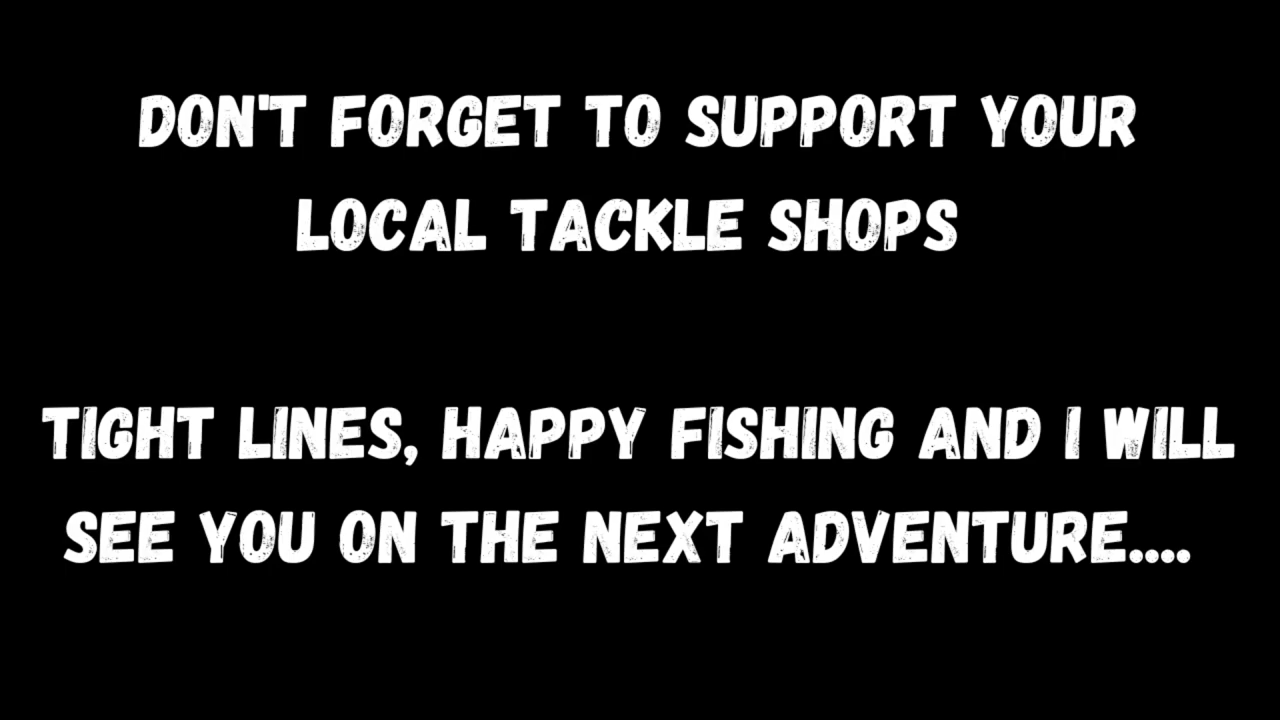 DON'T FORGET TO SUPPORT YOUR
LOCAL TACKLE SHOPS
TIGHT LINES, HAPPY FISHING AND I WILL
SEE YOU ON THE NEXT ADVENTURE....